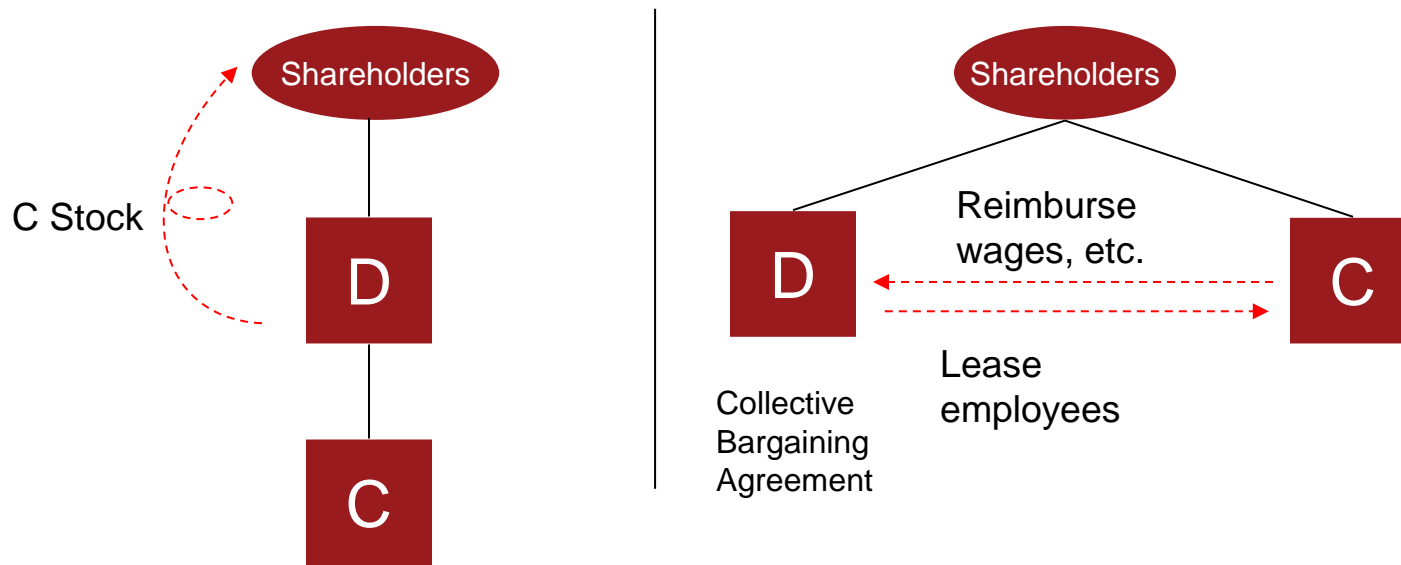 Shareholders
C Stock
D
C
Shareholders
Reimburse
wages, etc.
D
C
Lease
employees
Collective
Bargaining
Agreement